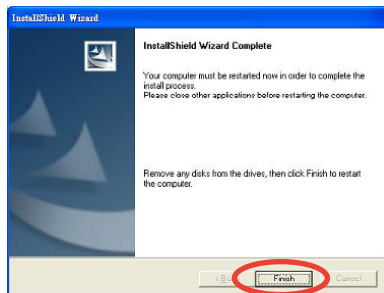 InstallShield Wizard
InstallShield Wizard Complete
Your computer must be restarted now in order to complete the
install process.
Please close other applications before restarting the computer.
Remove any disks from the drives, then click Finish to restart
the computer.
Finish Cancel